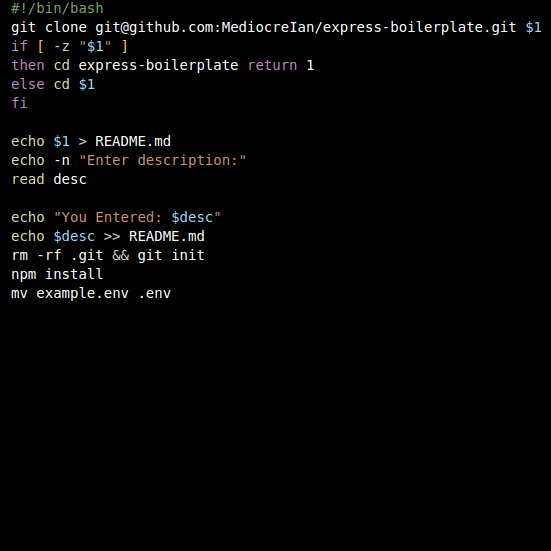 #!/bin/bash
git clone git@github.com:MediocreIan/express-boilerplate.git $1
if [ -z "$1" ]
then cd express-boilerplate return 1
else cd $1
fi
echo $1 > README.md
echo -n "Enter description:"
read desc
echo "You Entered: $desc"
echo $desc >> README.md
rm -rf .git && git init
npm install
mv example.env .env